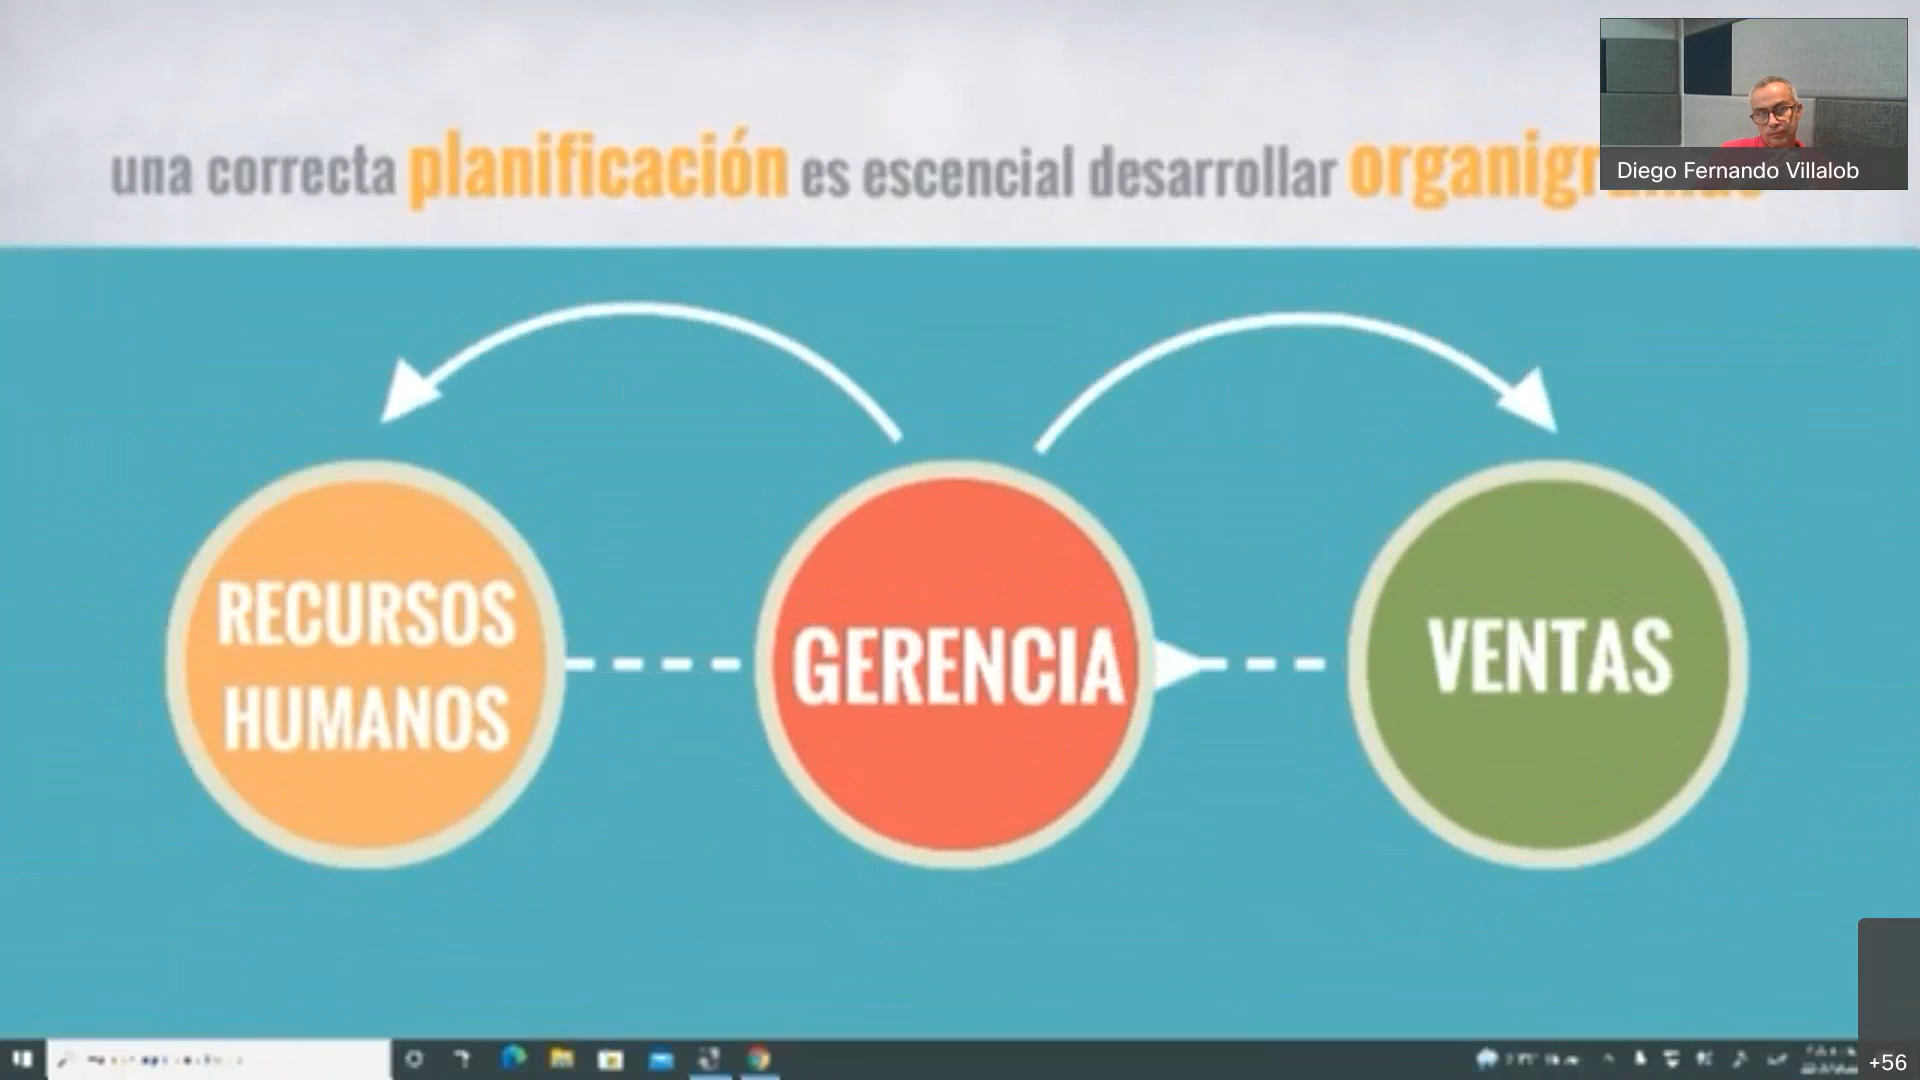 una correcta planificación es escencial desarrollar
Diego Fernando Villalob
RECURSOS
HUMANOS
GERENCIA
VENTAS
+56